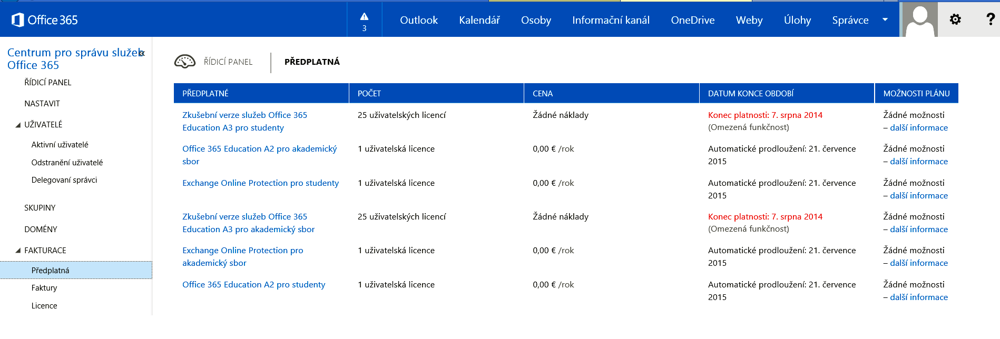 Office 365
3
Outlook Kalendář Osoby Informační kanál OneDrive Weby Úlohy Správce ?
Centrum pro správu služeb
Office 365
ŘÍDICÍ PANEL
NASTAVIT
UŽIVATELÉ
Aktivní uživatelé
Odstranění uživatelé
Delegovaní správci
SKUPINY
DOMÉNY
FAKTURACE
Předplatná
Faktury
Licence
ŘÍDICÍ PANEL PŘEDPLATNÁ
PŘEDPLATNÉ POČET CENA DATUM KONCE OBDOBÍ MOŽNOSTI PLÁNU
Zkušební verze služeb Office 365 25 uživatelských licencí Žádné náklady Konec platnosti: 7. srpna 2014 Žádné možnosti
Education A3 pro studenty (Omezená funkčnost) – další informace
Office 365 Education A2 pro akademický 1 uživatelská licence 0,00 € /rok Automatické prodloužení: 21. července Žádné možnosti
sbor 2015 – další informace
Exchange Online Protection pro studenty 1 uživatelská licence 0,00 € /rok Automatické prodloužení: 21. července Žádné možnosti
2015 – další informace
Zkušební verze služeb Office 365 25 uživatelských licencí Žádné náklady Konec platnosti: 7. srpna 2014 Žádné možnosti
Education A3 pro akademický sbor (Omezená funkčnost) – další informace
Exchange Online Protection pro 1 uživatelská licence 0,00 € /rok Automatické prodloužení: 21. července Žádné možnosti
akademický sbor 2015 – další informace
Office 365 Education A2 pro studenty 1 uživatelská licence 0,00 € /rok Automatické prodloužení: 21. července Žádné možnosti
2015 – další informace